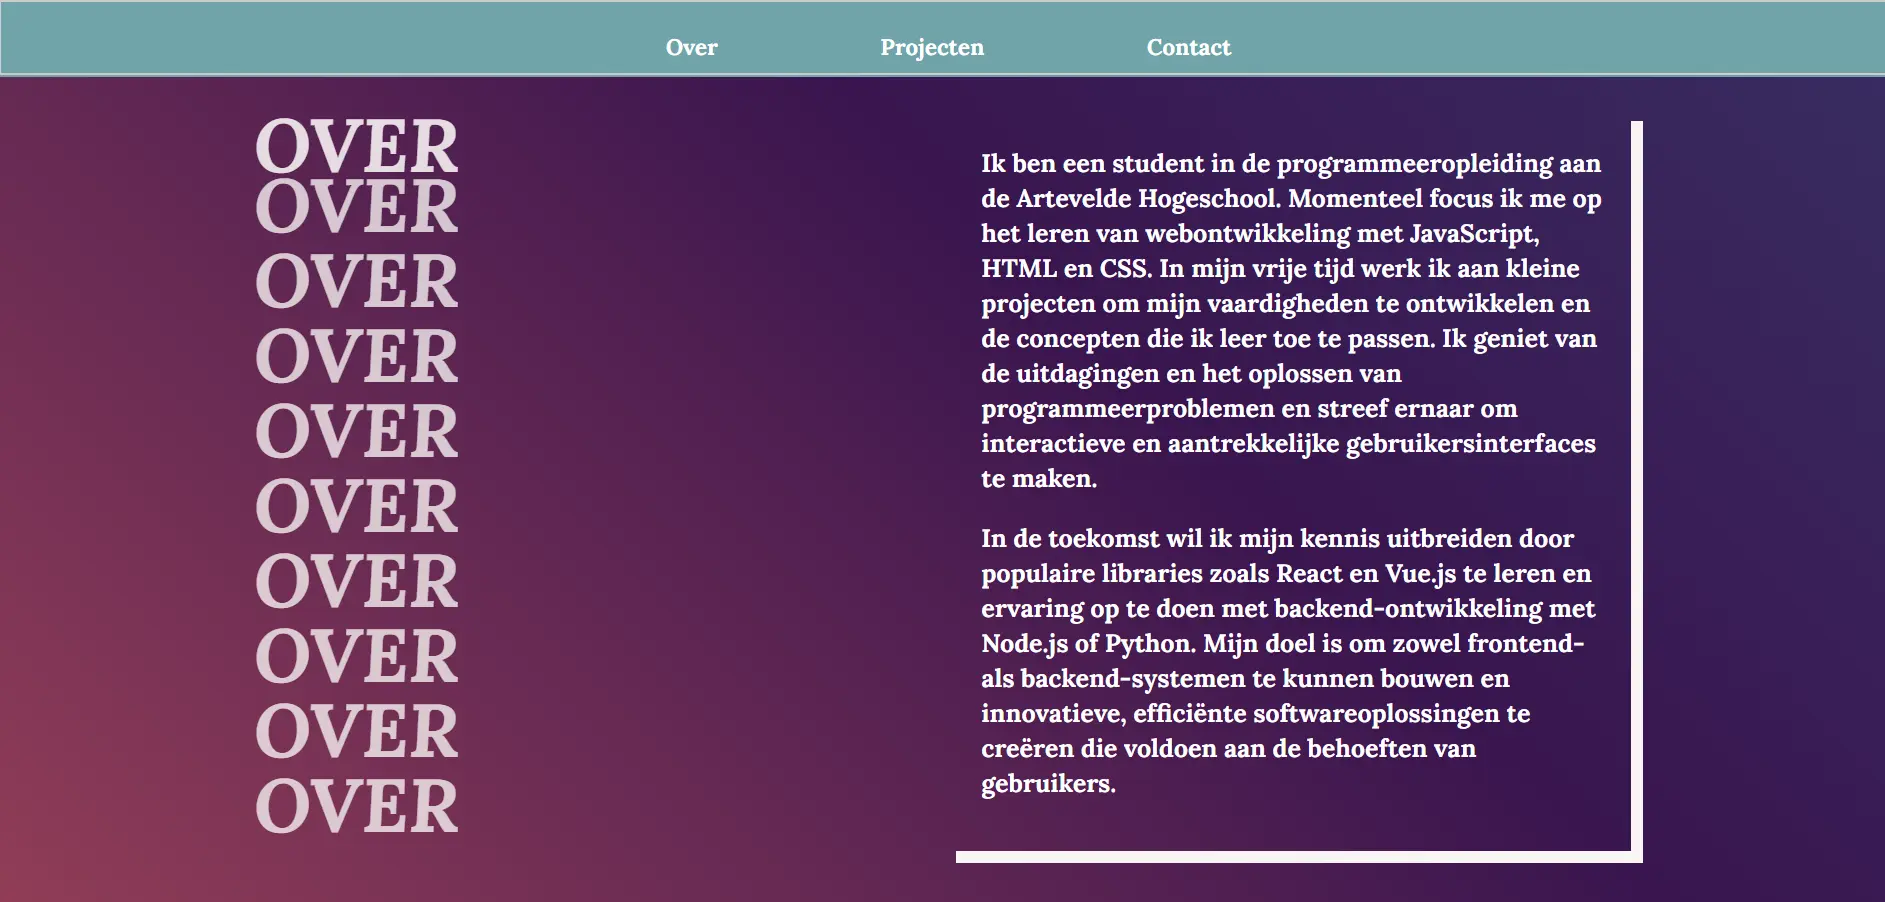 Over Projecten Contact
OVER
OVER
OVER
OVER
OVER
OVER
OVER
OVER
OVER
OVER
Ik ben een student in de programmeeropleiding aan
de Artevelde Hogeschool. Momenteel focus ik me op
het leren van webontwikkeling met JavaScript,
HTML en CSS. In mijn vrije tijd werk ik aan kleine
projecten om mijn vaardigheden te ontwikkelen en
de concepten die ik leer toe te passen. Ik geniet van
de uitdagingen en het oplossen van
programmeerproblemen en streef ernaar om
interactieve en aantrekkelijke gebruikersinterfaces
te maken.
In de toekomst wil ik mijn kennis uitbreiden door
populaire libraries zoals React en Vue.js te leren en
ervaring op te doen met backend-ontwikkeling met
Node.js of Python. Mijn doel is om zowel frontend-
als backend-systemen te kunnen bouwen en
innovatieve, efficiënte softwareoplossingen te
creëren die voldoen aan de behoeften van
gebruikers.